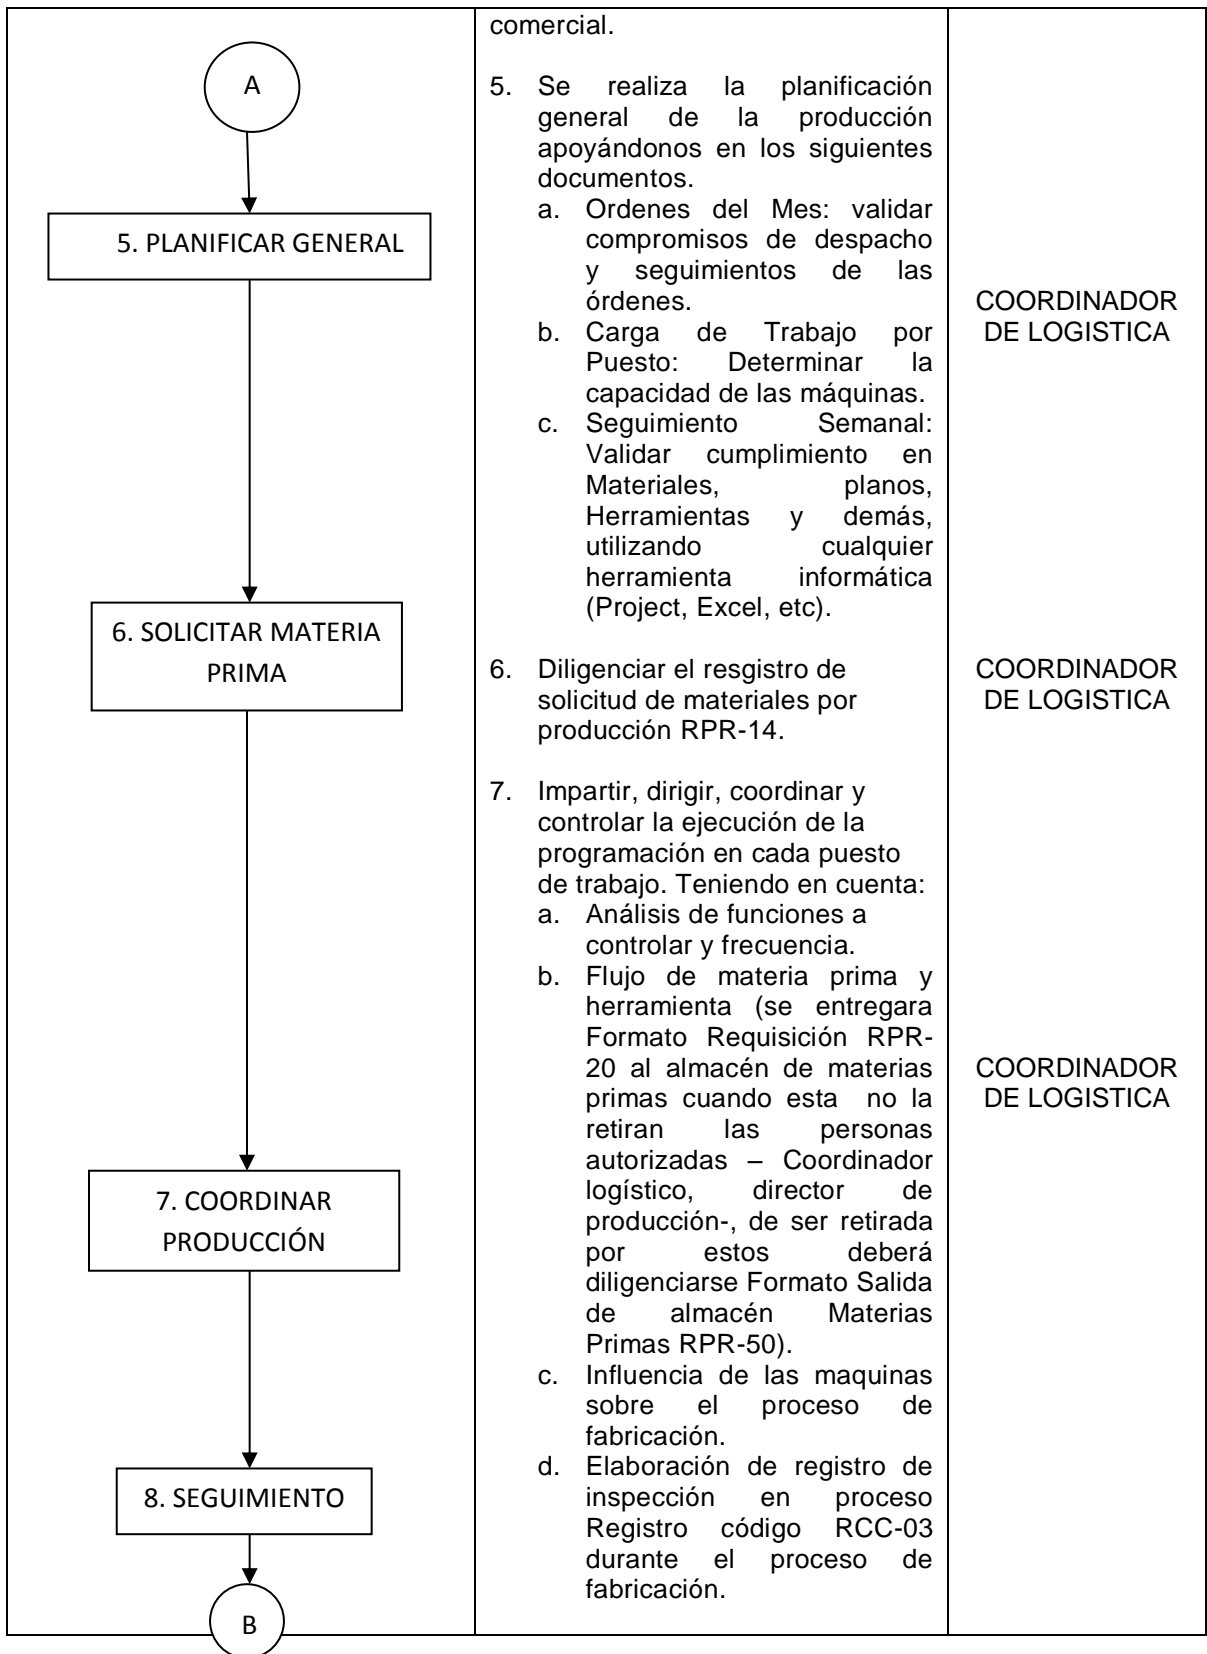 A
5. PLANIFICAR GENERAL
6. SOLICITAR MATERIA
PRIMA
7. COORDINAR
PRODUCCIÓN
8. SEGUIMIENTO
B
comercial.
5. Se realiza la planificación
general de la producción
apoyándonos en los siguientes
documentos.
a. Ordenes del Mes: validar
compromisos de despacho
y seguimientos de las
órdenes.
b. Carga de Trabajo por
Puesto: Determinar la
capacidad de las máquinas.
c. Seguimiento Semanal:
Validar cumplimiento en
Materiales, planos,
Herramientas y demás,
utilizando cualquier
herramienta informática
(Project, Excel, etc).
6. Diligenciar el resgistro de
solicitud de materiales por
producción RPR-14.
7. Impartir, dirigir, coordinar y
controlar la ejecución de la
programación en cada puesto
de trabajo. Teniendo en cuenta:
a. Análisis de funciones a
controlar y frecuencia.
b. Flujo de materia prima y
herramienta (se entregara
Formato Requisición RPR-
20 al almacén de materias
primas cuando esta no la
retiran las personas
autorizadas – Coordinador
logístico, director de
producción-, de ser retirada
por estos deberá
diligenciarse Formato Salida
de almacén Materias
Primas RPR-50).
c. Influencia de las maquinas
sobre el proceso de
fabricación.
d. Elaboración de registro de
inspección en proceso
Registro código RCC-03
durante el proceso de
fabricación.
COORDINADOR
DE LOGISTICA
COORDINADOR
DE LOGISTICA
COORDINADOR
DE LOGISTICA